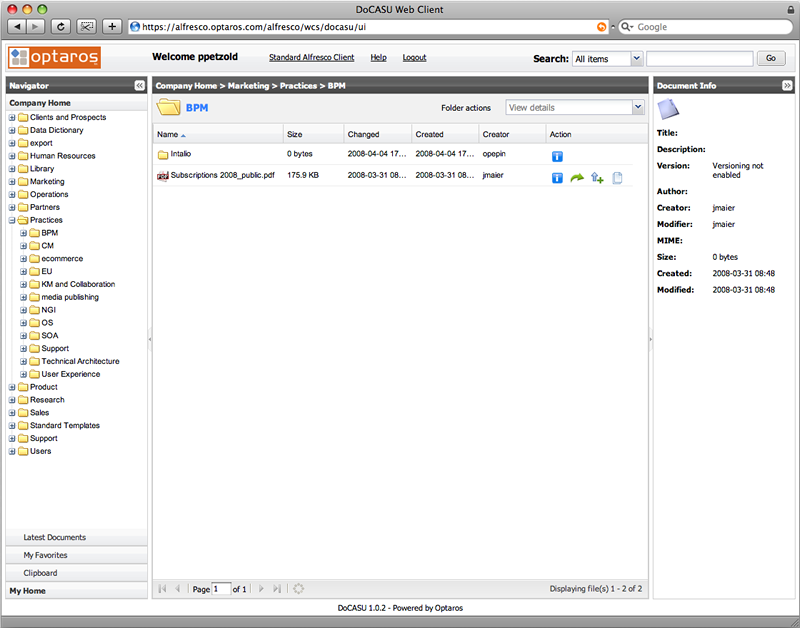 DoCASU Web Client
https://alfresco.optaros.com/alfresco/wcs/docasu/ui
Google
optaros
Welcome ppetzold
Standard Alfresco Client Help Logout
Search: All items Go
Navigator
Company Home
Clients and Prospects
Data Dictionary
export
Human Resources
Library
Marketing
Operations
Partners
Practices
BPM
CM
ecommerce
EU
KM and Collaboration
media publishing
NGI
OS
SOA
Support
Technical Architecture
User Experience
Product
Research
Sales
Standard Templates
Support
Users
Latest Documents
My Favorites
Clipboard
My Home
Company Home > Marketing > Practices > BPM
BPM
Folder actions View details
Name Size Changed Created Creator Action
Intalio 0 bytes 2008-04-04 17... 2008-04-04 17... opepin
Subscriptions 2008_public.pdf 175.9 KB 2008-03-31 08... 2008-03-31 08... jmaier
Page 1 of 1 Displaying file(s) 1 - 2 of 2
Document Info
Title:
Description:
Version: Versioning not
enabled
Author:
Creator: jmaier
Modifier: jmaier
MIME:
Size: 0 bytes
Created: 2008-03-31 08:48
Modified: 2008-03-31 08:48
DoCASU 1.0.2 - Powered by Optaros